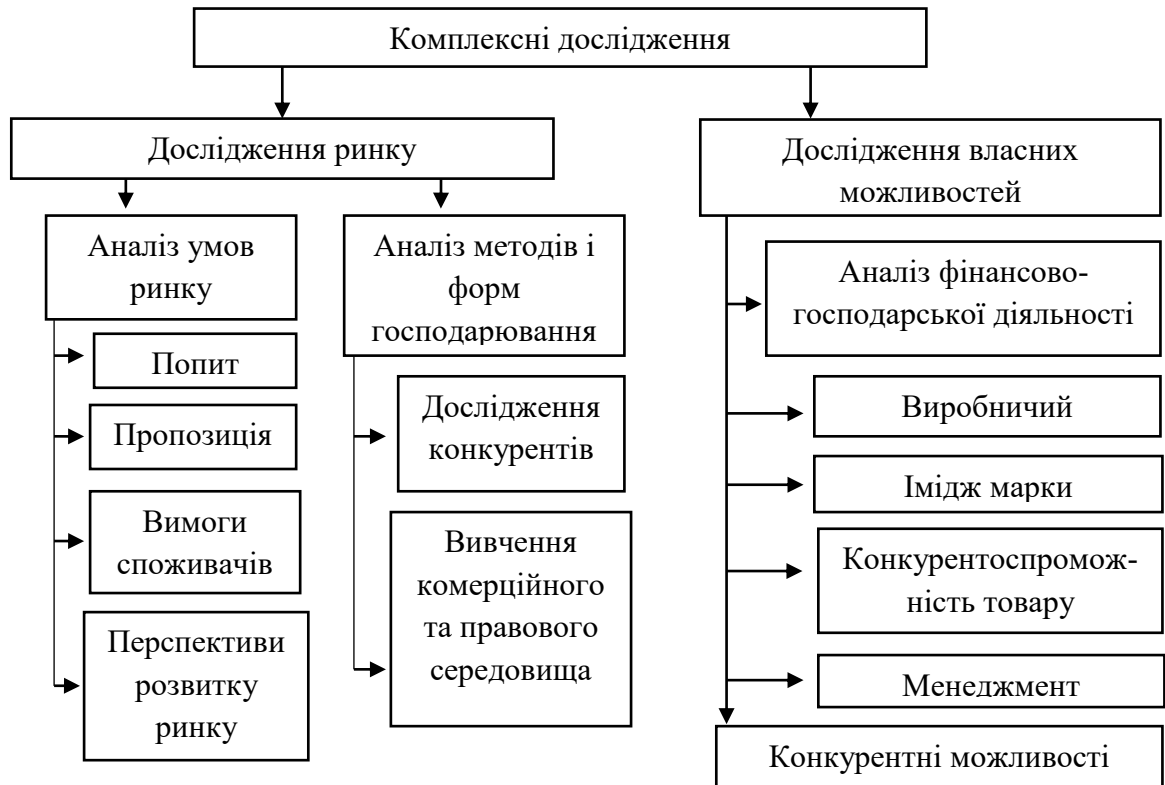 Комплексні дослідження
Дослідження ринку
Дослідження власних
можливостей
Аналіз умов
ринку
Попит
Пропозиція
Вимоги
споживачів
Перспективи
розвитку
ринку
Аналіз методів і
форм
господарювання
Дослідження
конкурентів
Вивчення
комерційного
та правового
середовища
Аналіз фінансово-
господарської діяльності
Виробничий
Імідж марки
Конкурентоспромож-
ність товару
Менеджмент
Конкурентні можливості